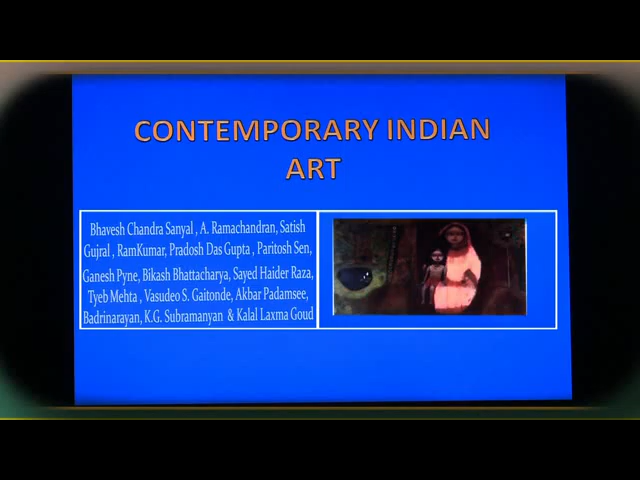 CONTEMPORARY INDIAN
ART
Bhavesh Chandra Sanyal , A. Ramachandran, Satish
Gujral , RamKumar, Pradosh Das Gupta , Paritosh Sen,
Ganesh Pyne, Bikash Bhattacharya, Sayed Haider Raza,
Tyeb Mehta , Vasudeo S. Gaitonde, Akbar Padamsee,
Badrinarayan, K.G. Subramanyan & Kalal Laxma Goud